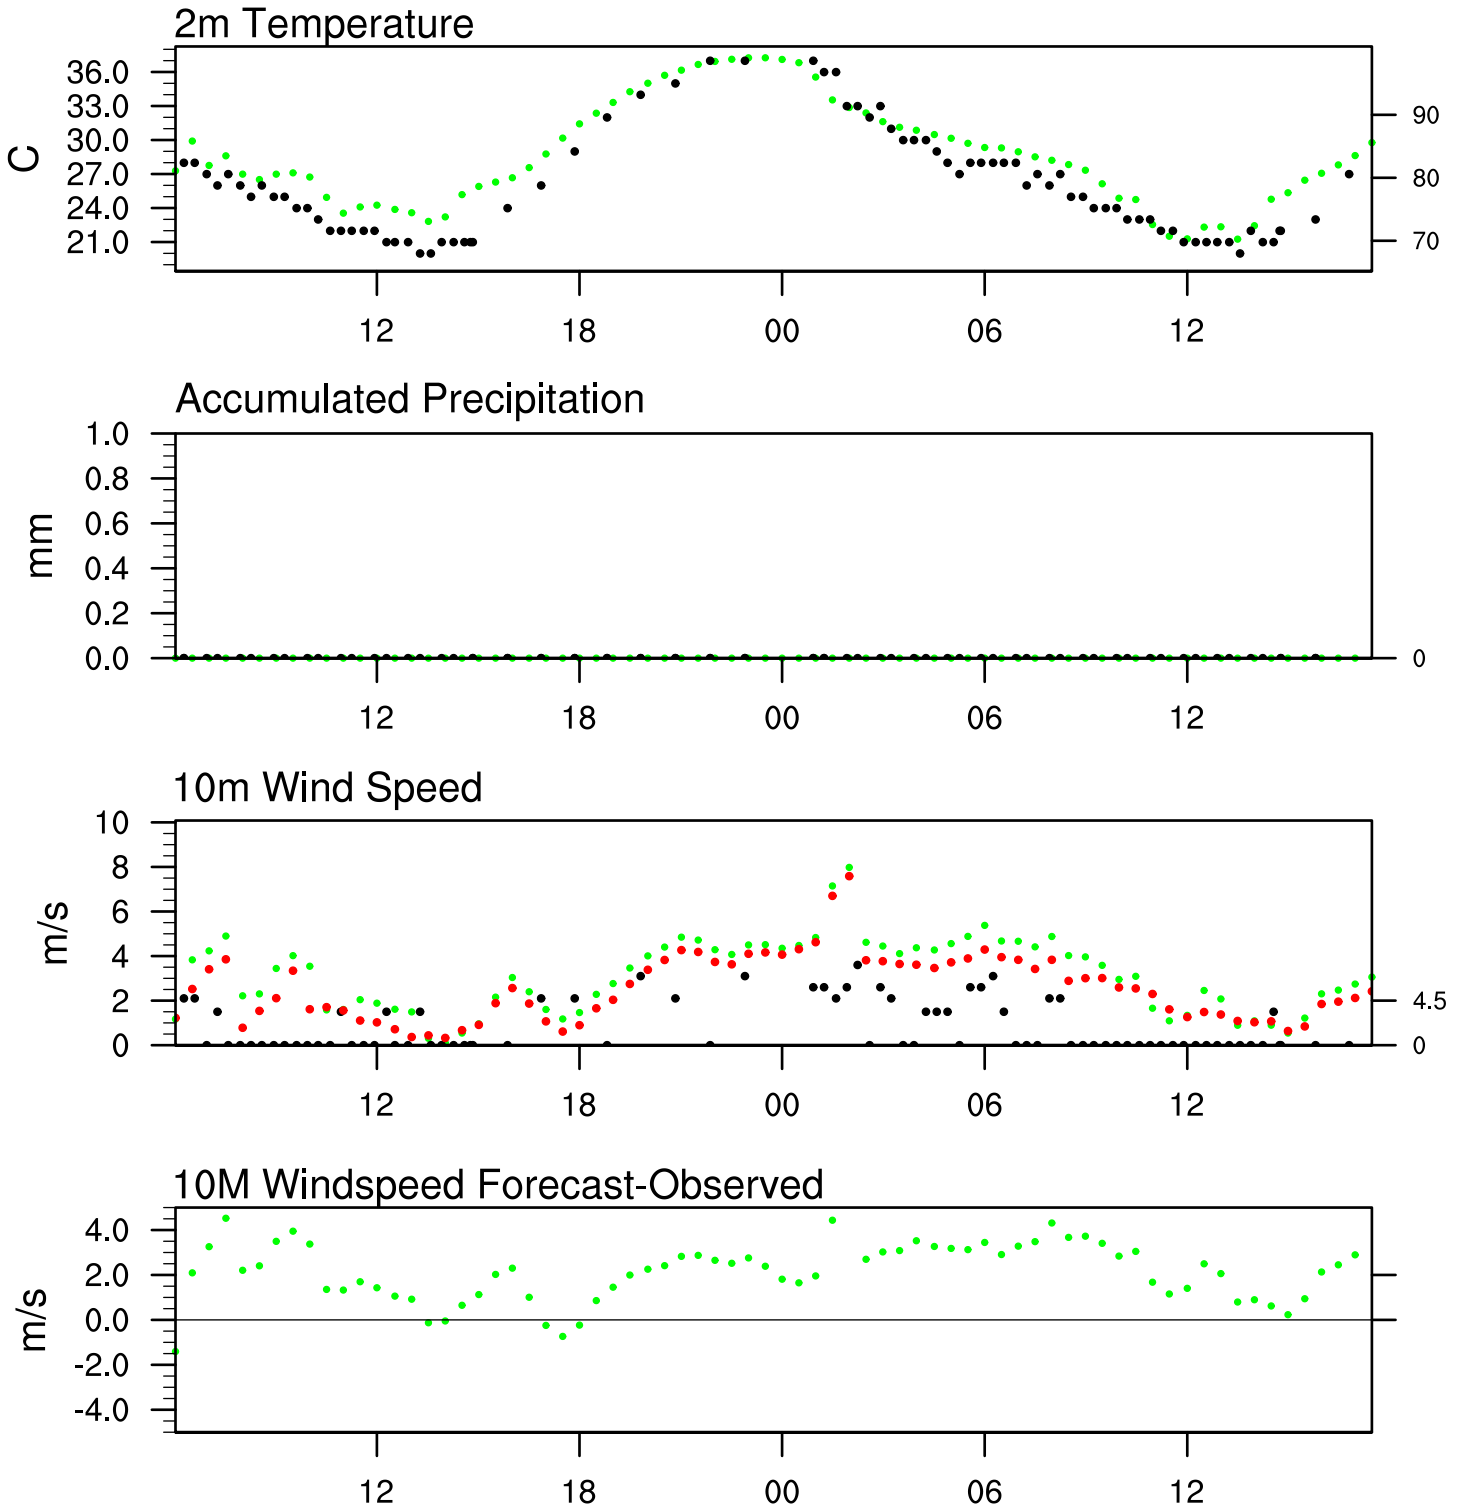 2m Temperature
36.0
33.0
30.0
27.0
24.0
21.0
C
90
80
70
12 18 00 06 12
Accumulated Precipitation
1.0
0.8
0.6
0.4
0.2
0.0
mm
0
12 18 00 06 12
10m Wind Speed
10
8
6
4
2
0
m/s
4.5
0
12 18 00 06 12
10M Windspeed Forecast-Observed
4.0
2.0
0.0
-2.0
-4.0
m/s
12 18 00 06 12